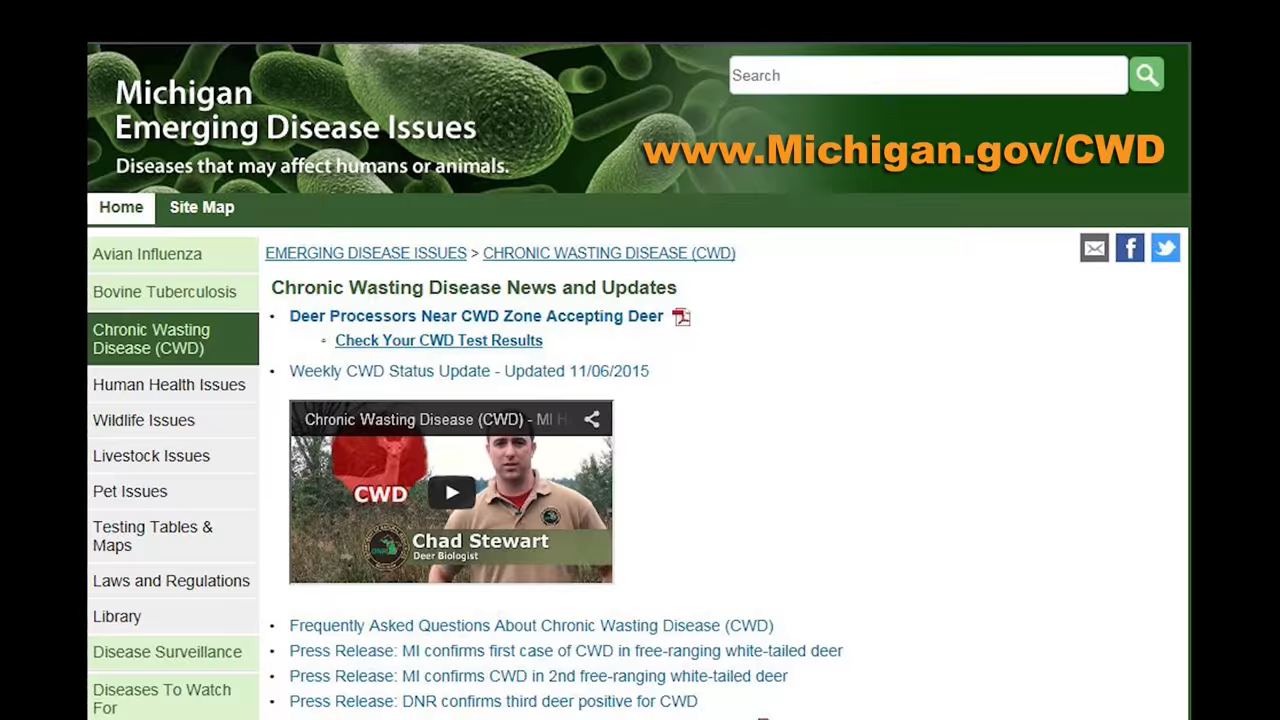 Michigan
Emerging Disease Issues
Diseases that may affect humans or animals.
Search
www.Michigan.gov/CWD
Home
Site Map
Avian Influenza
Bovine Tuberculosis
Chronic Wasting
Disease (CWD)
Human Health Issues
Wildlife Issues
Livestock Issues
Pet Issues
Testing Tables &
Maps
Laws and Regulations
Library
Disease Surveillance
Diseases To Watch
For
EMERGING DISEASE ISSUES > CHRONIC WASTING DISEASE (CWD)
Chronic Wasting Disease News and Updates
Deer Processors Near CWD Zone Accepting Deer
Check Your CWD Test Results
Weekly CWD Status Update - Updated 11/06/2015
Chronic Wasting Disease (CWD) - MI
CWD
DNR
Chad Stewart
Deer Biologist
Frequently Asked Questions About Chronic Wasting Disease (CWD)
Press Release: MI confirms first case of CWD in free-ranging white-tailed deer
Press Release: MI confirms CWD in 2nd free-ranging white-tailed deer
Press Release: DNR confirms third deer positive for CWD